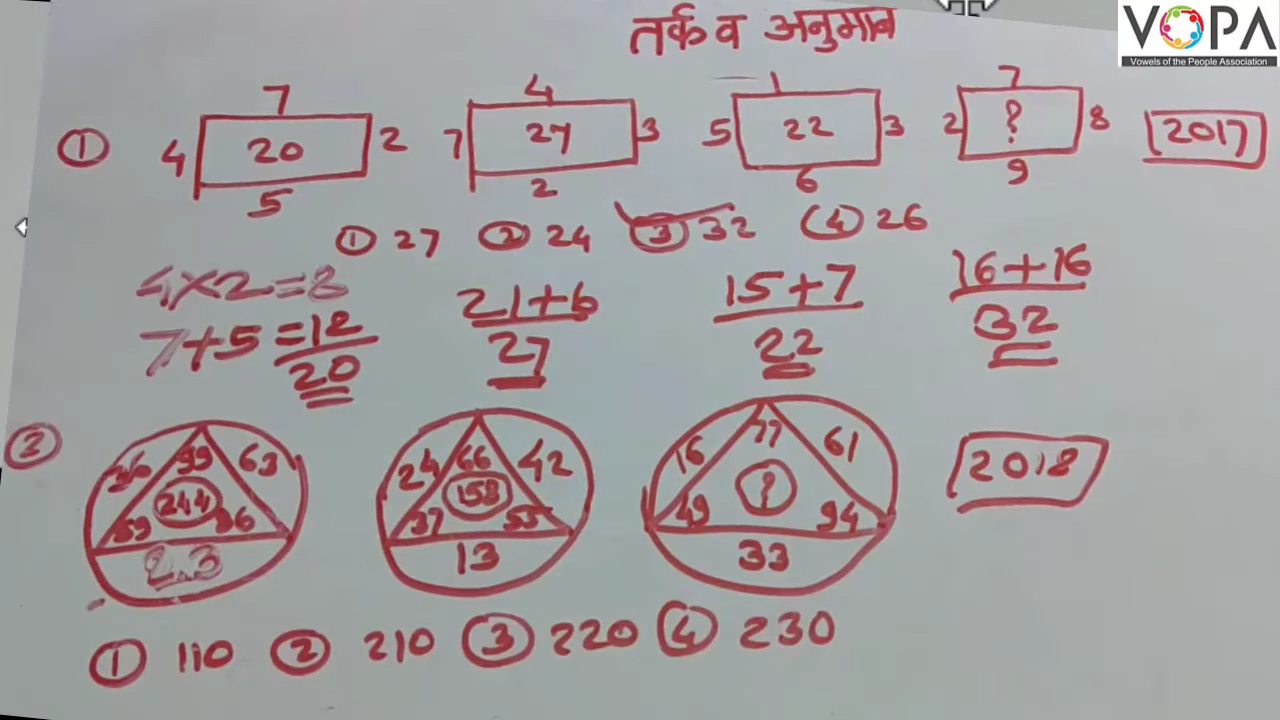 तर्क व अनुमान
VOPA
Vowels of the People Association
① 7 4 20 2 5
4 7 27 3 2
1 5 22 3 6
7 2 ? 8 9
2017
① 27 ② 24 ③ 32 ④ 26
4×2=8
7+5=12
20
21+6
27
15+7
22
16+16
32
② 99 63 244 59 86 2.3
24 66 42 158 37 55 13
16 77 61 ? 49 94 33
2018
① 110 ② 210 ③ 220 ④ 230